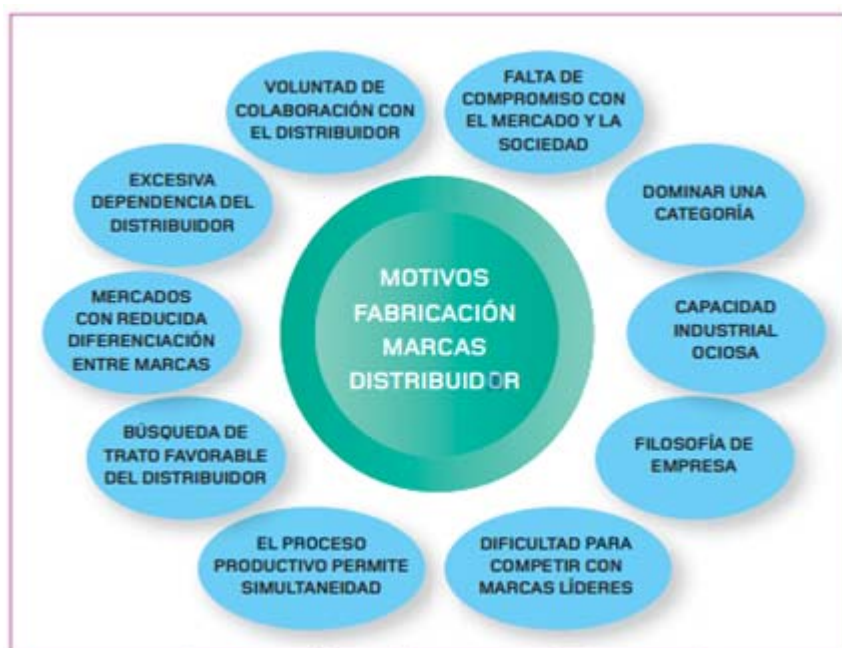 VOLUNTAD DE
COLABORACIÓN CON
EL DISTRIBUIDOR
FALTA DE
COMPROMISO CON
EL MERCADO Y LA
SOCIEDAD
DOMINAR UNA
CATEGORÍA
CAPACIDAD
INDUSTRIAL
OCIOSA
FILOSOFÍA DE
EMPRESA
DIFICULTAD PARA
COMPETIR CON
MARCAS LÍDERES
EL PROCESO
PRODUCTIVO PERMITE
SIMULTANEIDAD
BÚSQUEDA DE
TRATO FAVORABLE
DEL DISTRIBUIDOR
MERCADOS
CON REDUCIDA
DIFERENCIACIÓN
ENTRE MARCAS
EXCESIVA
DEPENDENCIA DEL
DISTRIBUIDOR
MOTIVOS
FABRICACIÓN
MARCAS
DISTRIBUIDOR